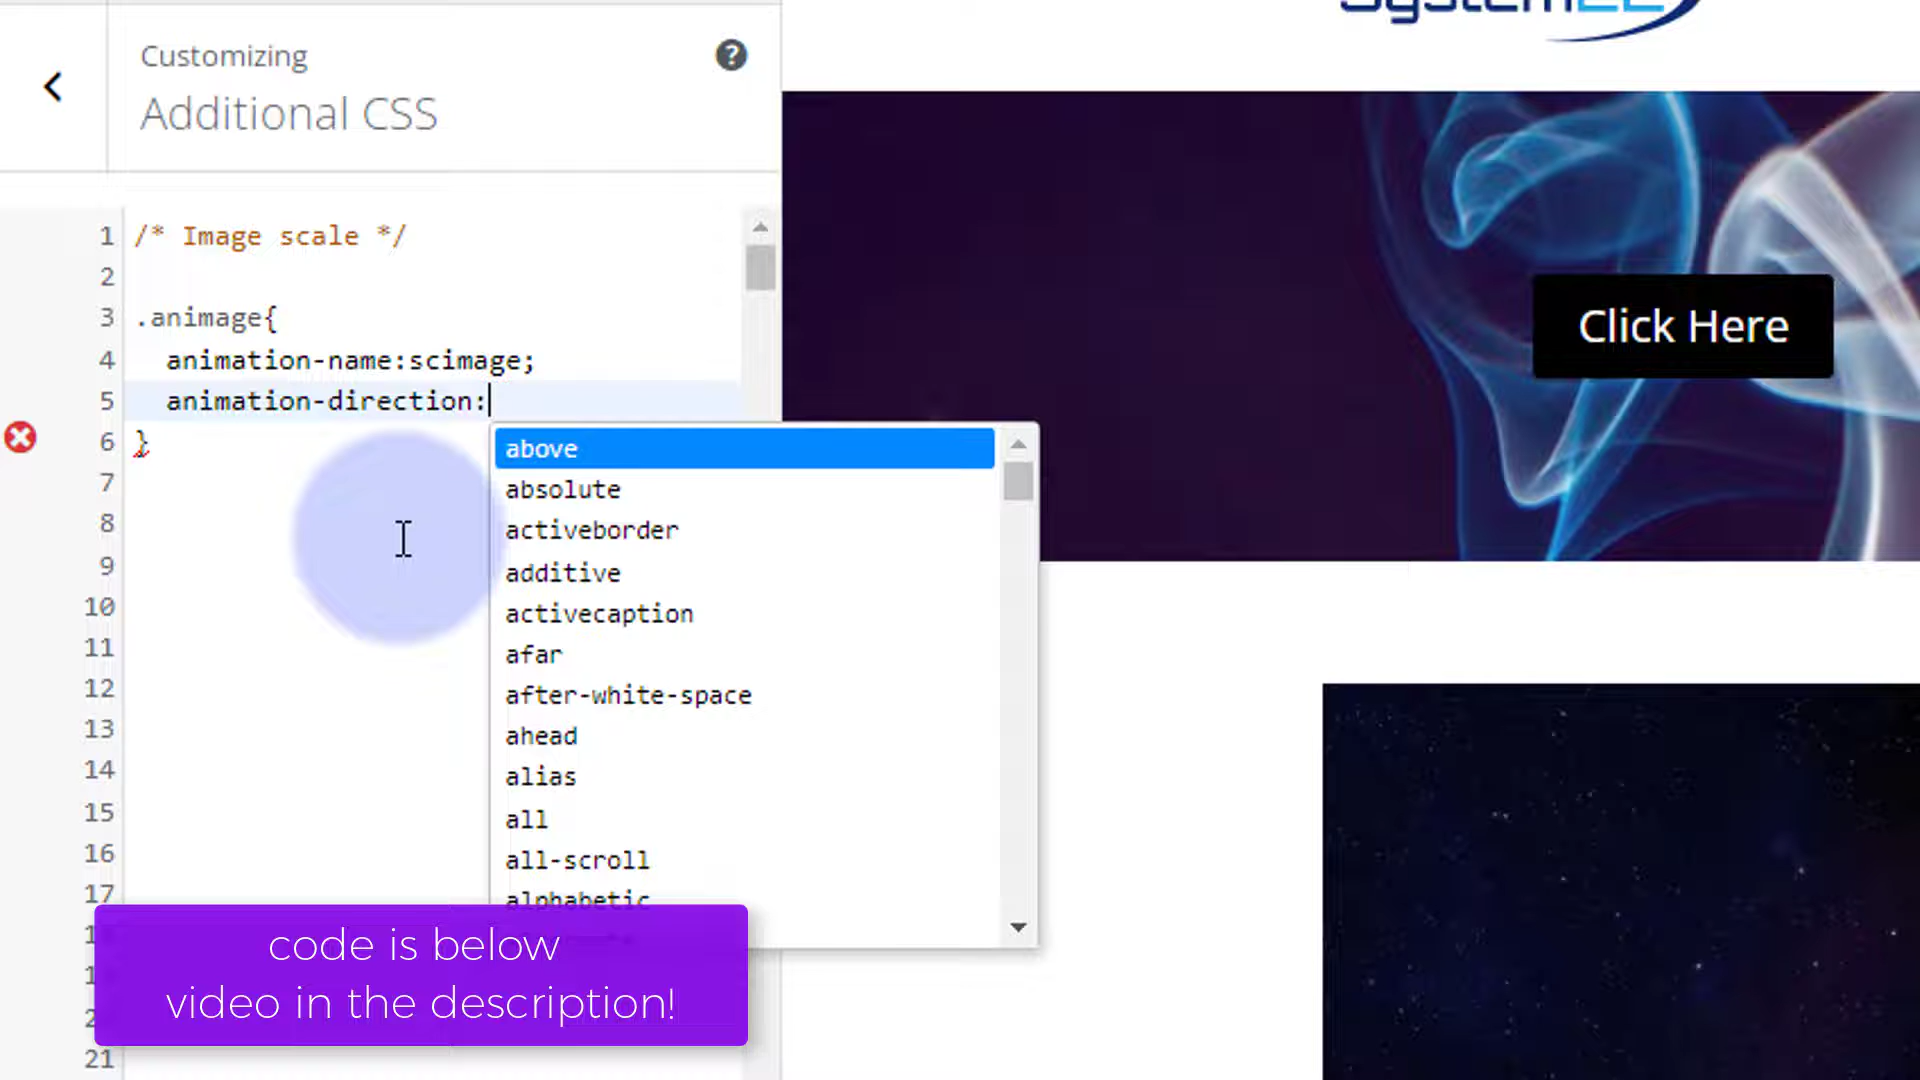 Customizing
Additional CSS
1 /* Image scale */
2
3 .animage{
4 animation-name:scimage;
5 animation-direction:
6 }
7
8
9
10
11
12
13
14
15
16
17
21
above
absolute
activeborder
additive
activecaption
afar
after-white-space
ahead
alias
all
all-scroll
alphabetic
code is below
video in the description!
Click Here